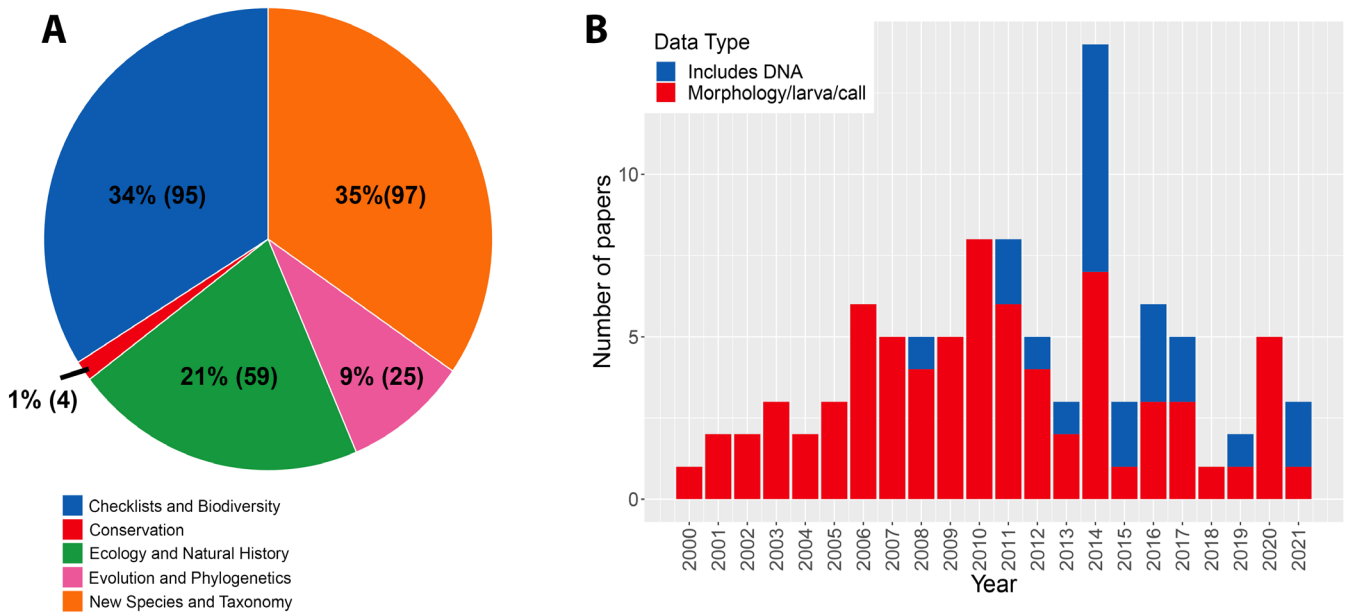 A
34% (95)
35%(97)
21% (59)
9% (25)
1% (4)
Checklists and Biodiversity
Conservation
Ecology and Natural History
Evolution and Phylogenetics
New Species and Taxonomy
B
Data Type
Includes DNA
Morphology/larva/call
Number of papers
10
5
0
2000
2001
2002
2003
2004
2005
2006
2007
2008
2009
2010
2011
2012
2013
2014
2015
2016
2017
2018
2019
2020
2021
Year